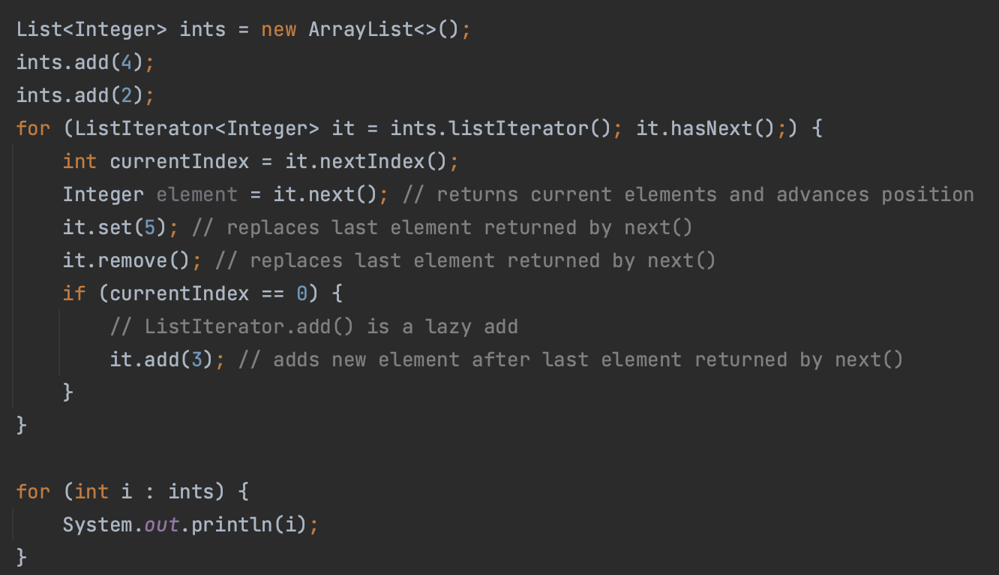 List<Integer> ints = new ArrayList<>();
ints.add(4);
ints.add(2);
for (ListIterator<Integer> it = ints.listIterator(); it.hasNext();) {
    int currentIndex = it.nextIndex();
    Integer element = it.next(); // returns current elements and advances position
    it.set(5); // replaces last element returned by next()
    it.remove(); // replaces last element returned by next()
    if (currentIndex == 0) {
        // ListIterator.add() is a lazy add
        it.add(3); // adds new element after last element returned by next()
    }
}

for (int i : ints) {
    System.out.println(i);
}